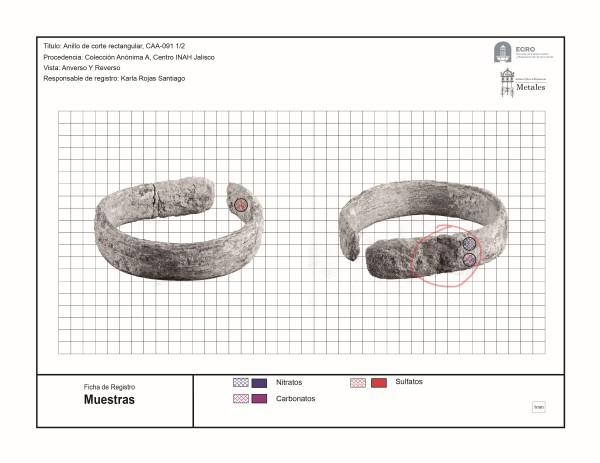 Titulo: Anillo de corte rectangular, CAA-091 1/2
Procedencia: Colección Anónima A, Centro INAH Jalisco
Vista: Anverso Y Reverso
Responsable de registro: Karla Rojas Santiago
ECRO
Metales
Ficha de Registro
Muestras
Nitratos
Sulfatos
Carbonatos
1mm